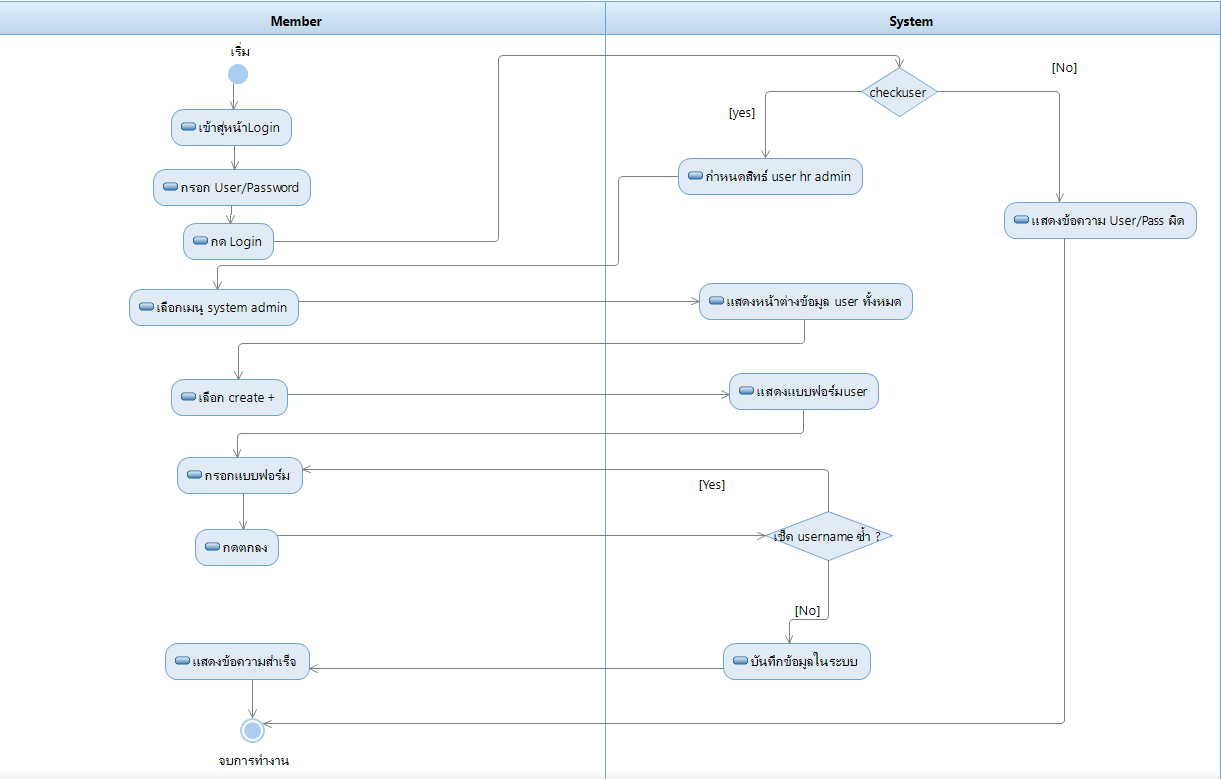 Member
System
เริ่ม
checkuser
[No]
[yes]
เข้าสู่หน้าLogin
กำหนดสิทธ์ user hr admin
กรอก User/Password
แสดงข้อความ User/Pass ผิด
กด Login
เลือกเมนุ system admin
แสดงหน้าต่างข้อมูล user ทั้งหมด
เลือก create +
แสดงแบบฟอร์มuser
กรอกแบบฟอร์ม
[Yes]
เช็ค username ซ้ำ ?
กดตกลง
[No]
แสดงข้อความสำเร็จ
บันทึกข้อมูลในระบบ
จบการทำงาน